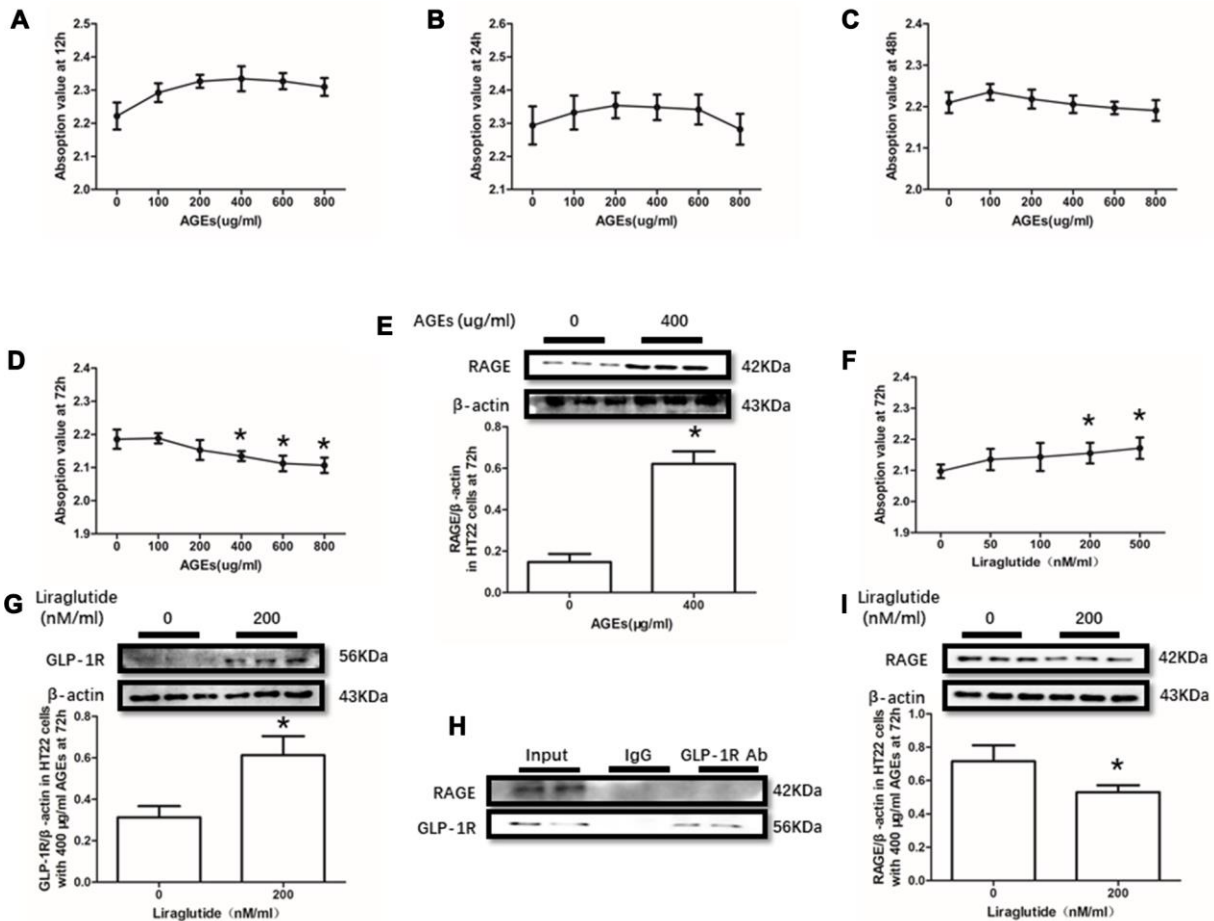 A
Absoption value at 12h
2.5
2.4
2.3
2.2
2.1
2.0
0 100 200 400 600 800
AGEs(ug/ml)
B
Absoption value at 24h
2.6
2.5
2.4
2.3
2.2
2.1
0 100 200 400 600 800
AGEs(ug/ml)
C
Absoption value at 48h
2.4
2.3
2.2
2.1
2.0
0 100 200 400 600 800
AGEs(ug/ml)
D
Absoption value at 72h
2.4
2.3
2.2
2.1
2.0
1.9
* * *
0 100 200 400 600 800
AGEs(ug/ml)
E
AGEs (ug/ml) 0 400
RAGE 42KDa
β-actin 43KDa
RAGE/β -actin
in HT22 cells at 72h
0.8
0.6
0.4
0.2
0.0
*
0 400
AGEs(μg/ml)
F
Absoption value at 72h
2.4
2.3
2.2
2.1
2.0
1.9
* *
0 50 100 200 500
Liraglutide（nM/ml）
G
Liraglutide
(nM/ml) 0 200
GLP-1R 56KDa
β-actin 43KDa
GLP-1R/β -actin in HT22 cells
with 400 μg/ml AGEs at 72h
0.8
0.6
0.4
0.2
0.0
*
0 200
Liraglutide（nM/ml）
H
Input IgG GLP-1R Ab
RAGE 42KDa
GLP-1R 56KDa
I
Liraglutide
(nM/ml) 0 200
RAGE 42KDa
β-actin 43KDa
RAGE/β -actin in HT22 cells
with 400 μg/ml AGEs at 72h
1.0
0.8
0.6
0.4
0.2
0.0
*
0 200
Liraglutide（nM/ml）